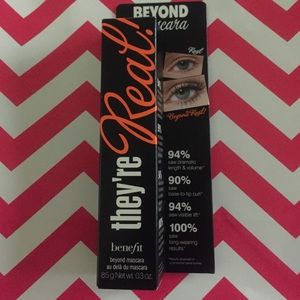 they're Real!
benefit
beyond mascara
au delà du mascara
8.5 g Net wt. 0.3 oz.
BEYOND
mascara
Real!
Beyond Real!
94%
saw dramatic
length & volume*
90%
saw
base-to-tip curl*
94%
saw visible lift*
100%
saw
long-wearing
results*